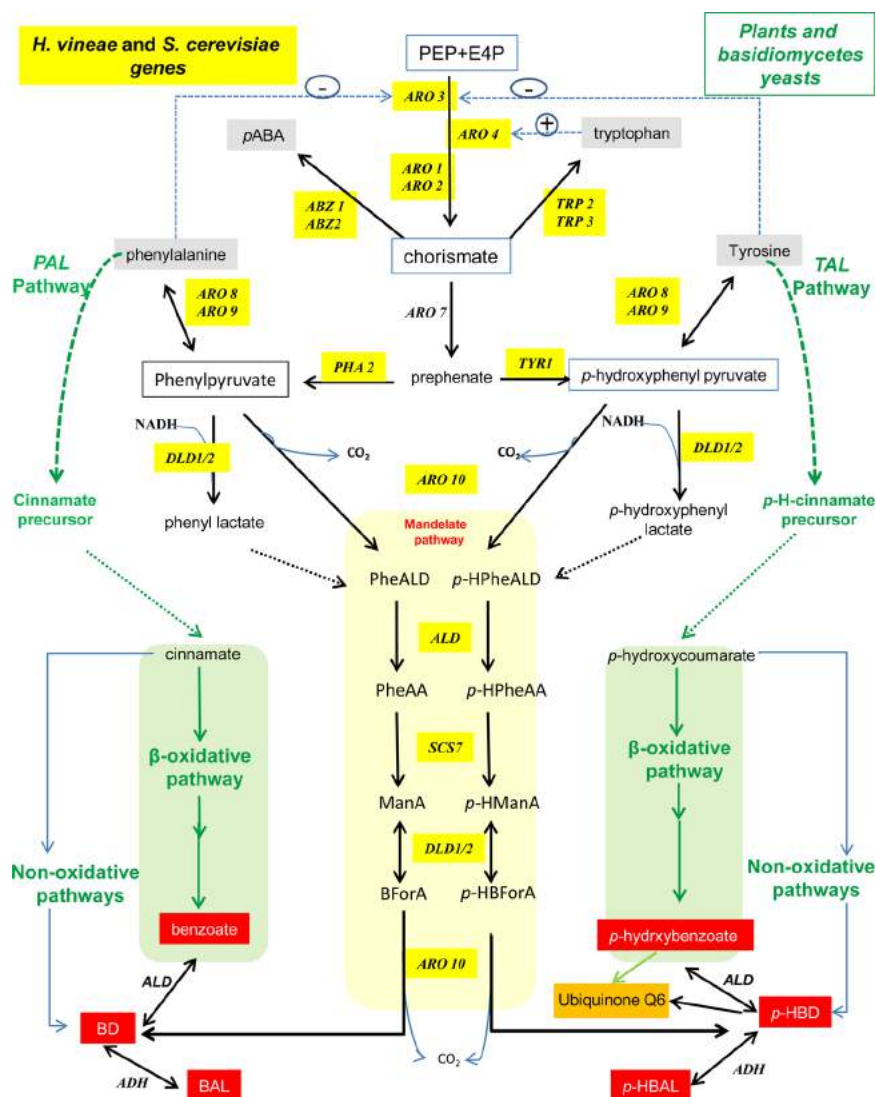 H. vineae and S. cerevisiae
genes
PEP+E4P
Plants and
basidiomycetes
yeasts
-
-
ARO 3
pABA
ARO 4
+
tryptophan
ARO 1
ARO 2
ABZ 1
ABZ2
TRP 2
TRP 3
phenylalanine
chorismate
Tyrosine
PAL
Pathway
TAL
Pathway
ARO 8
ARO 9
ARO 7
ARO 8
ARO 9
Phenylpyruvate
PHA 2
prephenate
TYR1
p-hydroxyphenyl pyruvate
NADH
CO2
CO2
NADH
DLD1/2
DLD1/2
ARO 10
Cinnamate
precursor
phenyl lactate
p-hydroxyphenyl
lactate
p-H-cinnamate
precursor
Mandelate
pathway
PheALD
p-HPheALD
ALD
cinnamate
p-hydroxycoumarate
PheAA
p-HPheAA
β-oxidative
pathway
β-oxidative
pathway
SCS7
ManA
p-HManA
DLD1/2
Non-oxidative
pathways
Non-oxidative
pathways
BForA
p-HBForA
benzoate
p-hydrxybenzoate
ARO 10
ALD
ALD
Ubiquinone Q6
BD
p-HBD
CO2
ADH
BAL
p-HBAL
ADH